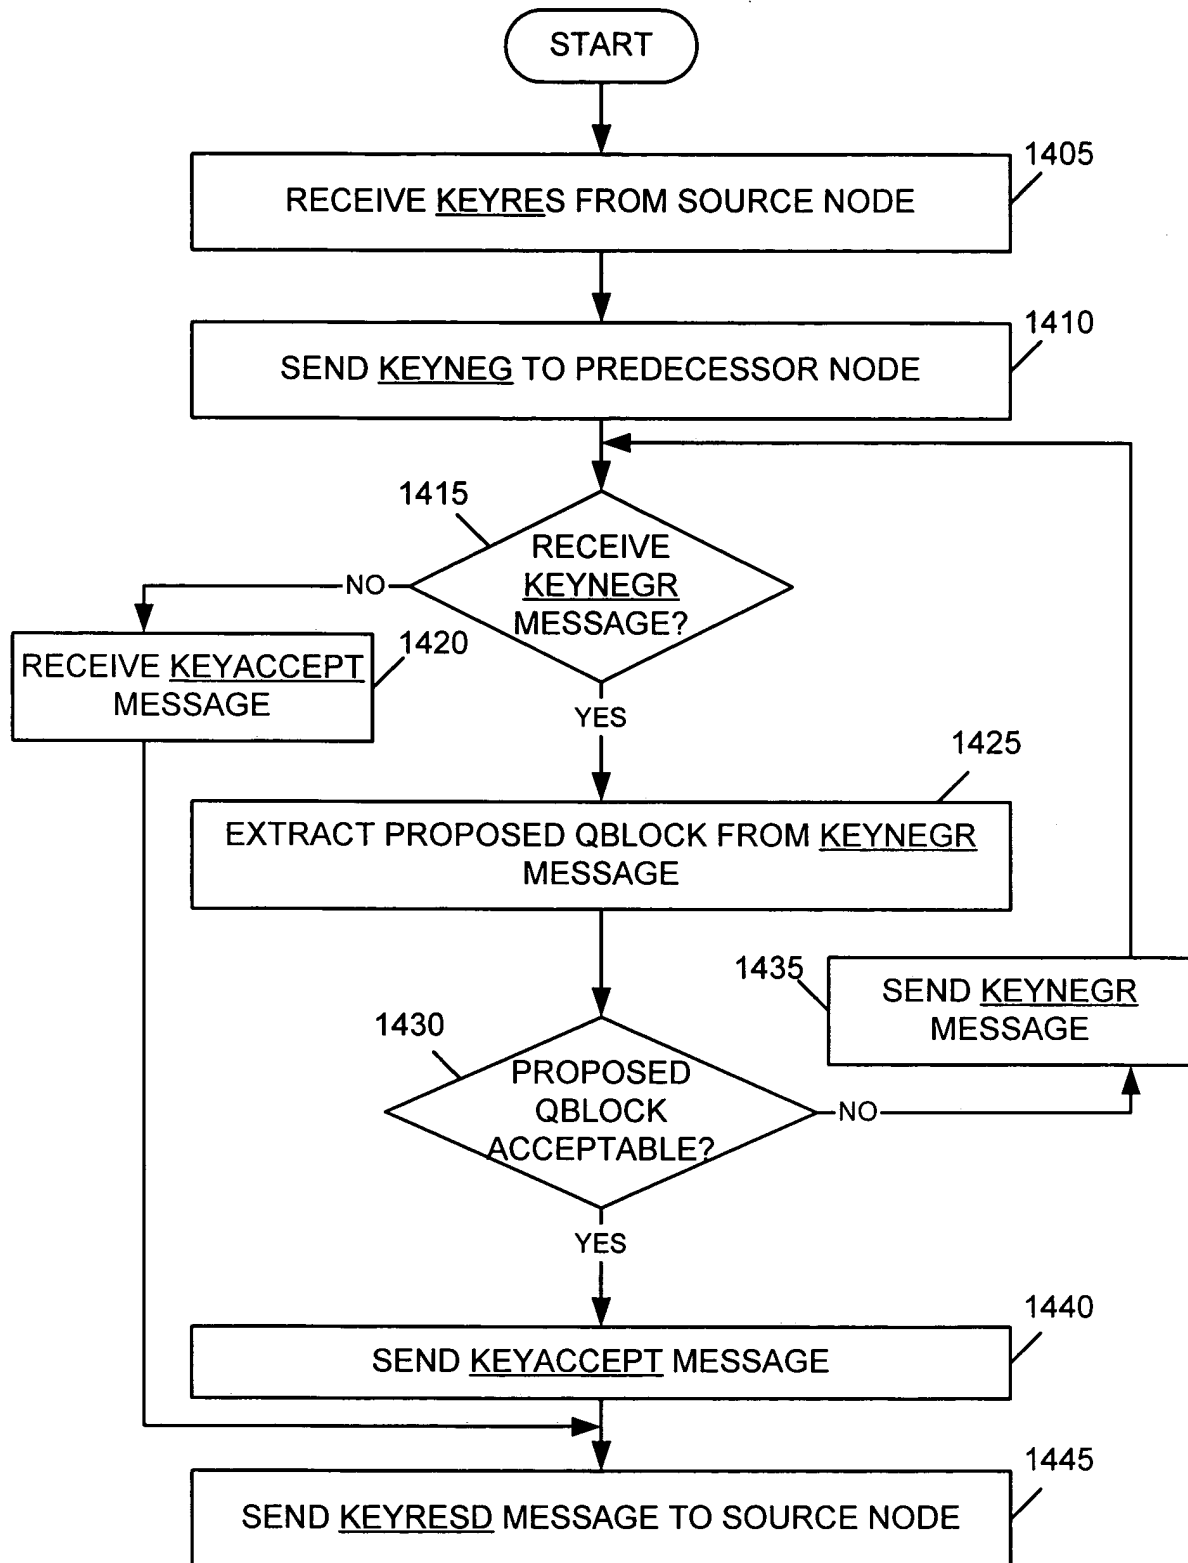 START
1405
RECEIVE KEYRES FROM SOURCE NODE
1410
SEND KEYNEG TO PREDECESSOR NODE
1415
RECEIVE
KEYNEGR
MESSAGE?
NO
1420
RECEIVE KEYACCEPT
MESSAGE
YES
1425
EXTRACT PROPOSED QBLOCK FROM KEYNEGR
MESSAGE
1435
SEND KEYNEGR
MESSAGE
1430
PROPOSED
QBLOCK
ACCEPTABLE?
NO
YES
1440
SEND KEYACCEPT MESSAGE
1445
SEND KEYRESD MESSAGE TO SOURCE NODE